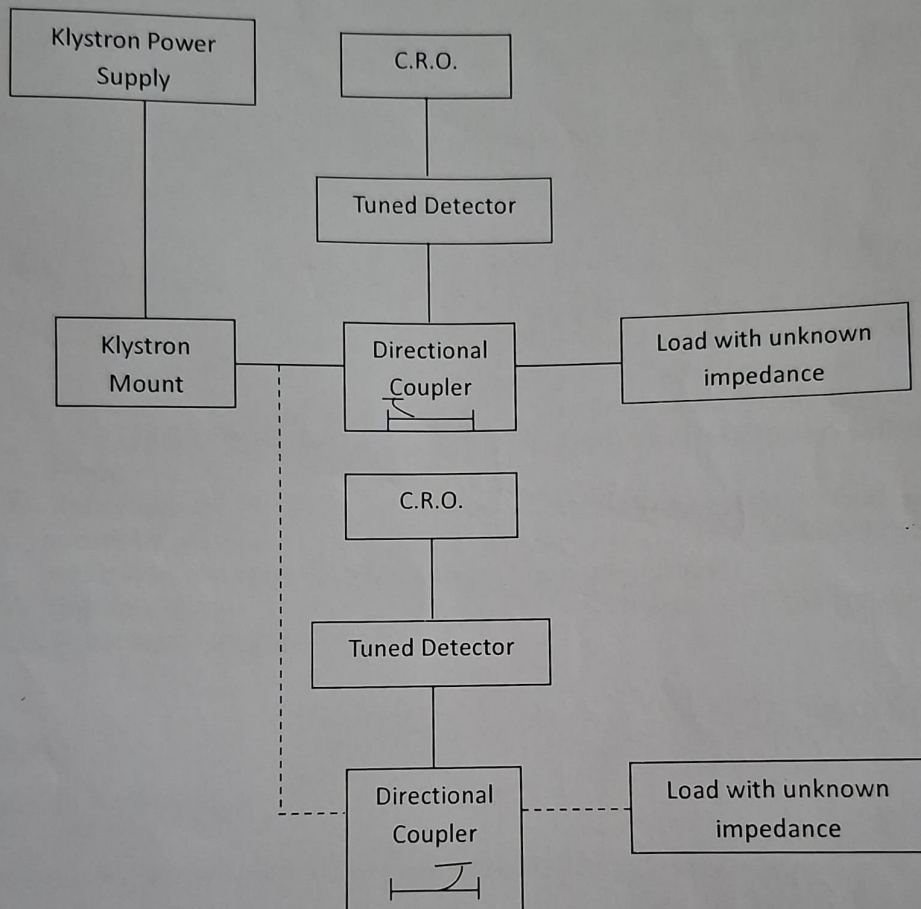 Klystron Power
Supply
C.R.O.
Tuned Detector
Klystron
Mount
Directional
Coupler
Load with unknown
impedance
C.R.O.
Tuned Detector
Directional
Coupler
Load with unknown
impedance